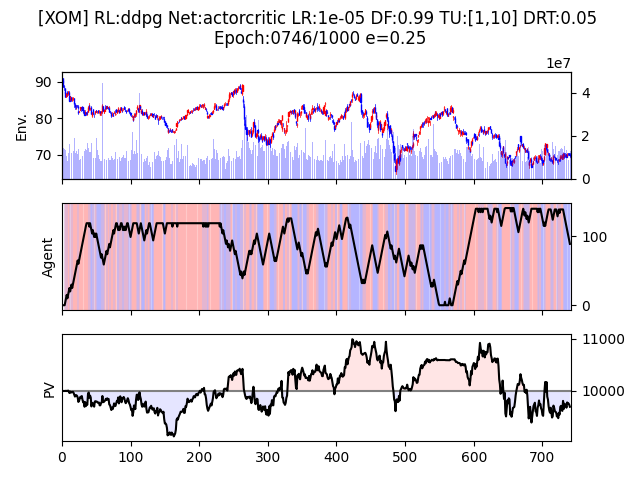 [XOM] RL:ddpg Net:actorcritic LR:1e-05 DF:0.99 TU:[1,10] DRT:0.05
Epoch:0746/1000 e=0.25
1e7
90
80
70
Env.
4
2
0
Agent
100
0
PV
11000
10000
0 100 200 300 400 500 600 700